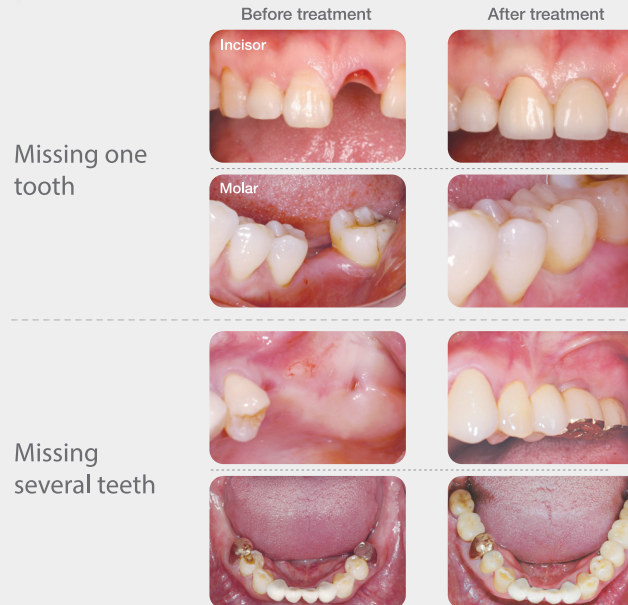 Before treatment
After treatment
Missing one
tooth
Incisor
Molar
Missing
several teeth